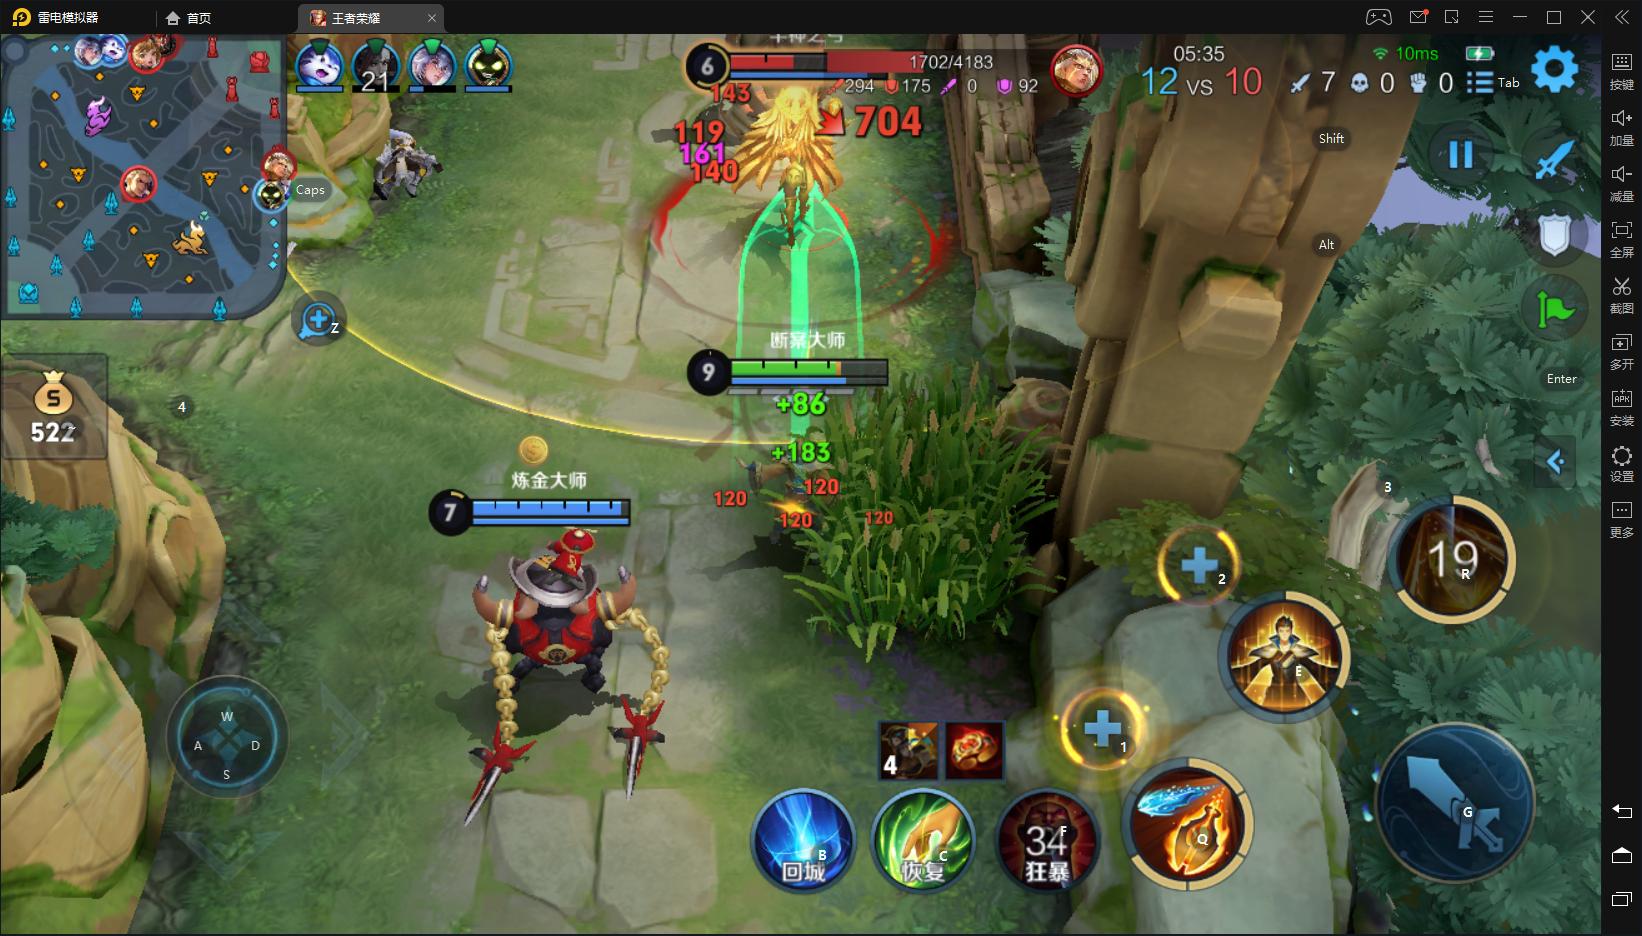 雷电模拟器
首页
王者荣耀
21
6
1702/4183
294 175 0 92
05:35
10ms
12 VS 10
7 0 0
Tab
按键
加量
减量
全屏
截图
多开
安装
设置
更多
143
704
119
161
140
Shift
Caps
Alt
Z
断案大师
9
Enter
+86
4
522
+183
炼金大师
120
120
120
120
7
3
19
R
2
E
W
A
D
S
1
4
G
Q
B
回城
C
恢复
34
F
狂暴